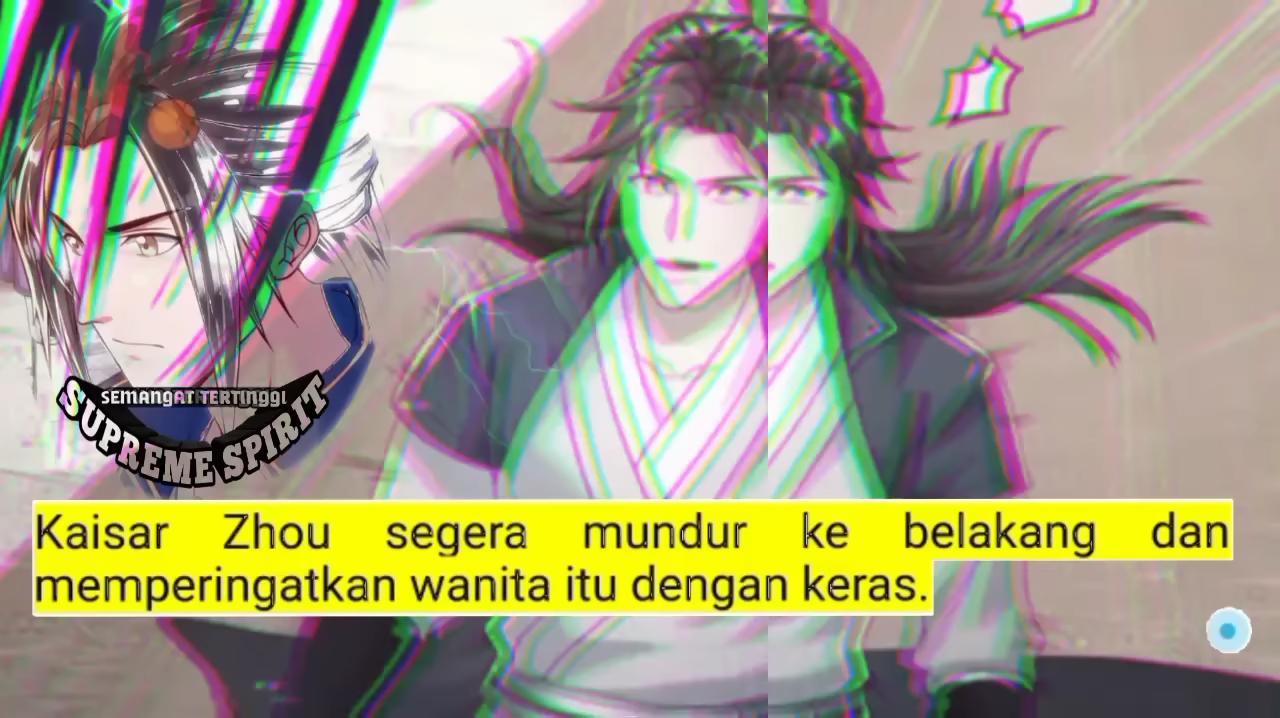 SEMANGAT TERTINGGI
SUPREME SPIRIT
Kaisar Zhou segera mundur ke belakang dan
memperingatkan wanita itu dengan keras.